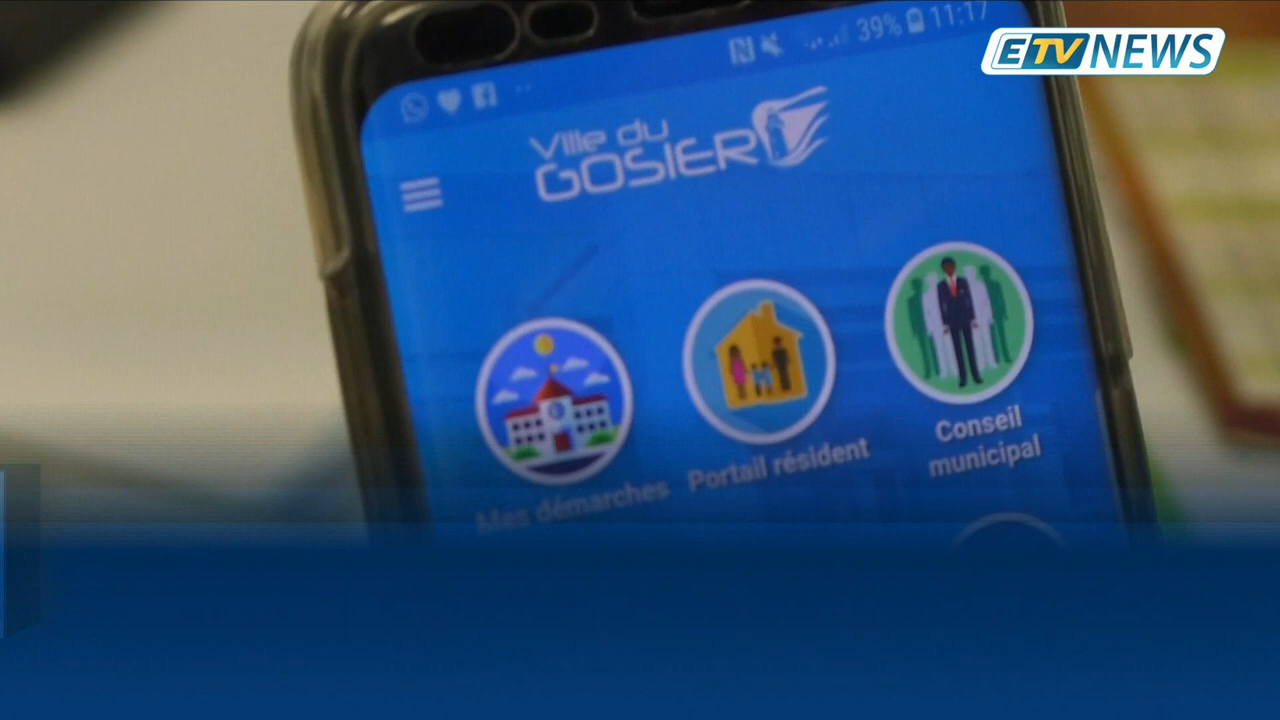 39% 11:17
ETV NEWS
Ville du
GOSIER
Mes démarches
Portail résident
Conseil
municipal